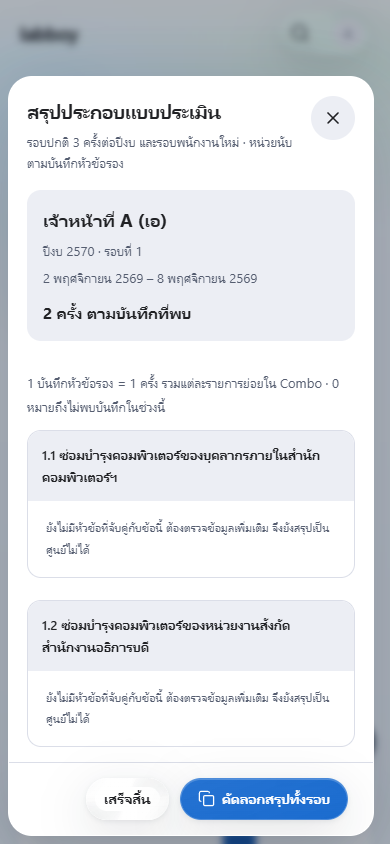 สรุปประกอบแบบประเมิน
รอบปกติ 3 ครั้งต่อปีงบ และรอบพนักงานใหม่ · หน่วยนับ
ตามบันทึกหัวข้อรอง
เจ้าหน้าที่ A (เอ)
ปีงบ 2570 · รอบที่ 1
2 พฤศจิกายน 2569 – 8 พฤศจิกายน 2569
2 ครั้ง ตามบันทึกที่พบ
1 บันทึกหัวข้อรอง = 1 ครั้ง รวมแต่ละรายการย่อยใน Combo · 0
หมายถึงไม่พบบันทึกในช่วงนี้
1.1 ซ่อมบำรุงคอมพิวเตอร์ของบุคลากรภายในสำนัก
คอมพิวเตอร์ฯ
ยังไม่มีหัวข้อที่จับคู่กับข้อนี้ ต้องตรวจข้อมูลเพิ่มเติม จึงยังสรุปเป็น
ศูนย์ไม่ได้
1.2 ซ่อมบำรุงคอมพิวเตอร์ของหน่วยงานสังกัด
สำนักงานอธิการบดี
ยังไม่มีหัวข้อที่จับคู่กับข้อนี้ ต้องตรวจข้อมูลเพิ่มเติม จึงยังสรุปเป็น
ศูนย์ไม่ได้
เสร็จสิ้น
คัดลอกสรุปทั้งรอบ